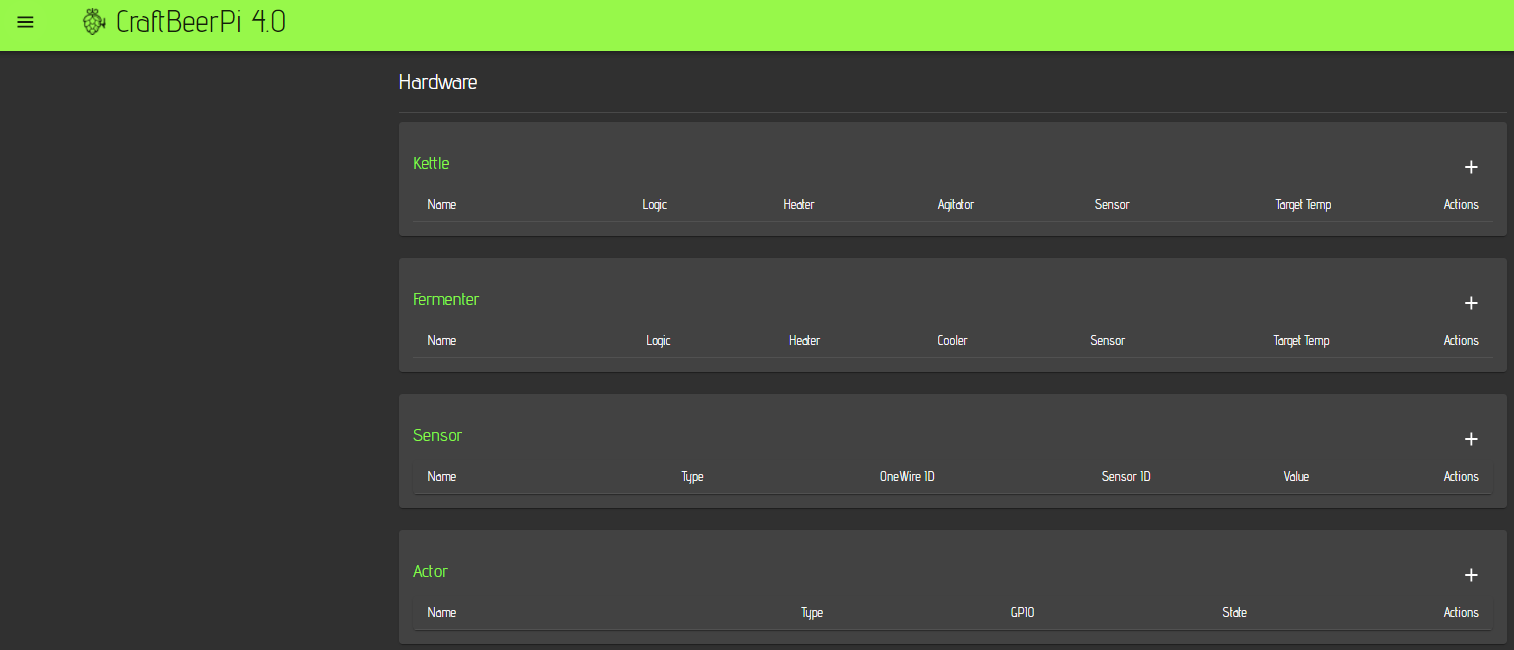 CraftBeerPi 4.0
Hardware
Kettle
Name Logic Heater Agitator Sensor Target Temp Actions
Fermenter
Name Logic Heater Cooler Sensor Target Temp Actions
Sensor
Name Type OneWire ID Sensor ID Value Actions
Actor
Name Type GPIO State Actions